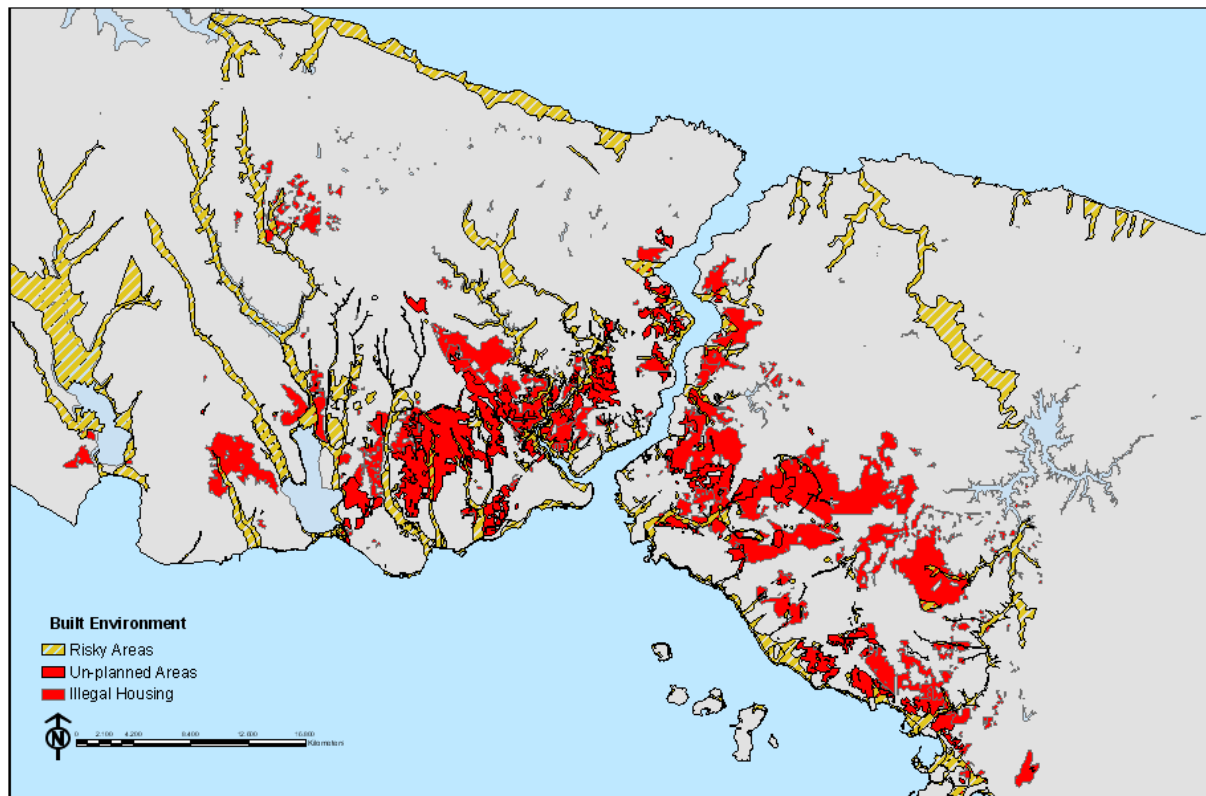 Built Environment
Risky Areas
Un-planned Areas
Illegal Housing
N
0 2.100 4.200 8.400 12.600 16.800
Kilometers